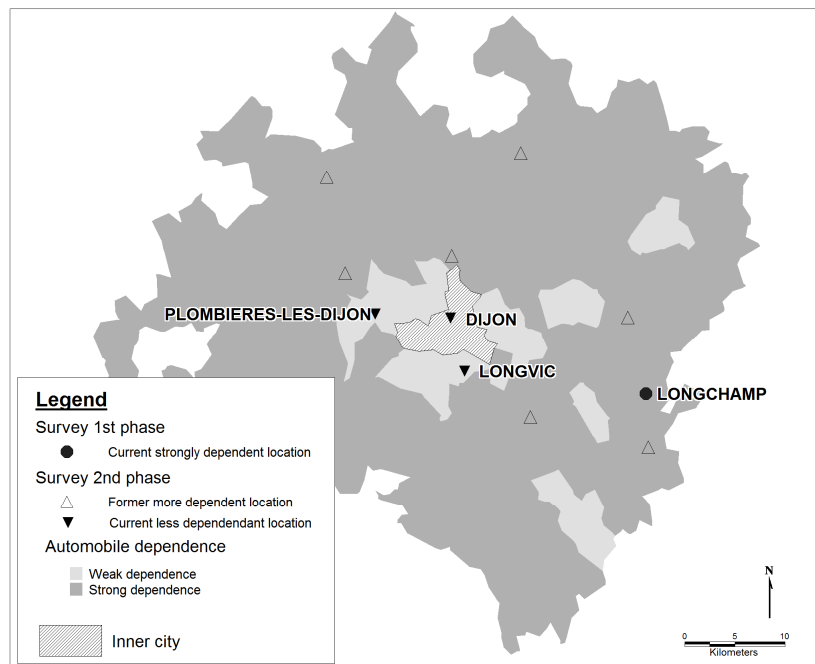 PLOMBIERES-LES-DIJON
DIJON
LONGVIC
LONGCHAMP
Legend
Survey 1st phase
Current strongly dependent location
Survey 2nd phase
Former more dependent location
Current less dependendant location
Automobile dependence
Weak dependence
Strong dependence
Inner city
N
0 5 10
Kilometers